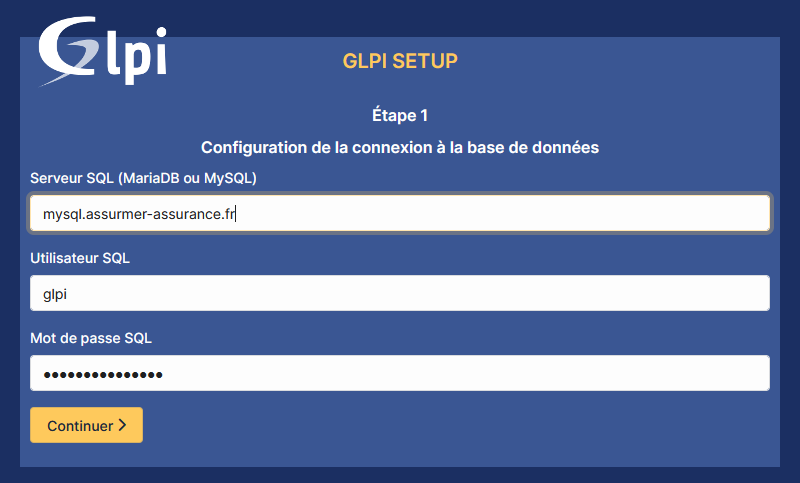 Glpi
GLPI SETUP
Étape 1
Configuration de la connexion à la base de données
Serveur SQL (MariaDB ou MySQL)
mysql.assurmer-assurance.fr
Utilisateur SQL
glpi
Mot de passe SQL
•••••••••••••••
Continuer